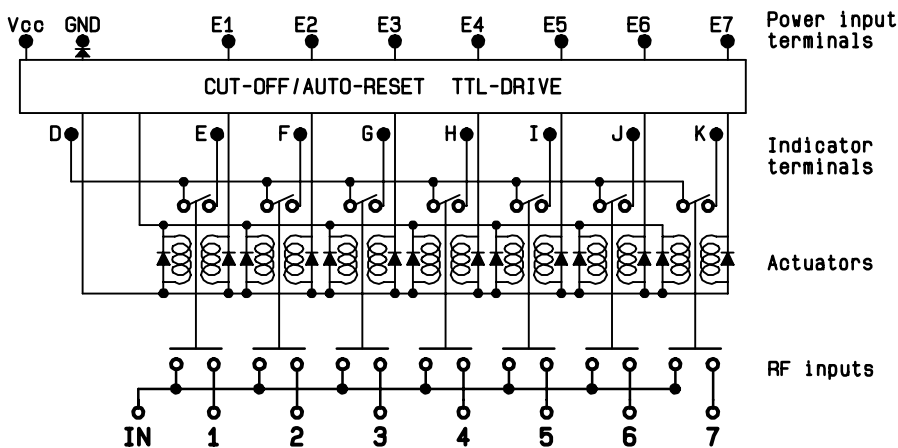 Vcc GND E1 E2 E3 E4 E5 E6 E7 Power input
terminals
CUT-OFF/AUTO-RESET TTL-DRIVE
D E F G H I J K Indicator
terminals
Actuators
RF inputs
IN 1 2 3 4 5 6 7